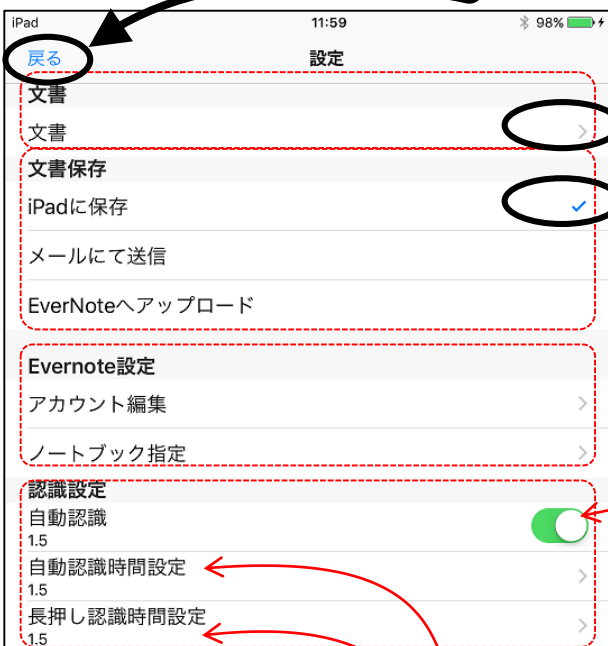 iPad 11:59 98%
戻る 設定
文書
文書
文書保存
iPadに保存
メールにて送信
EverNoteへアップロード
Evernote設定
アカウント編集
ノートブック指定
認識設定
自動認識
1.5
自動認識時間設定
1.5
長押し認識時間設定
1.5